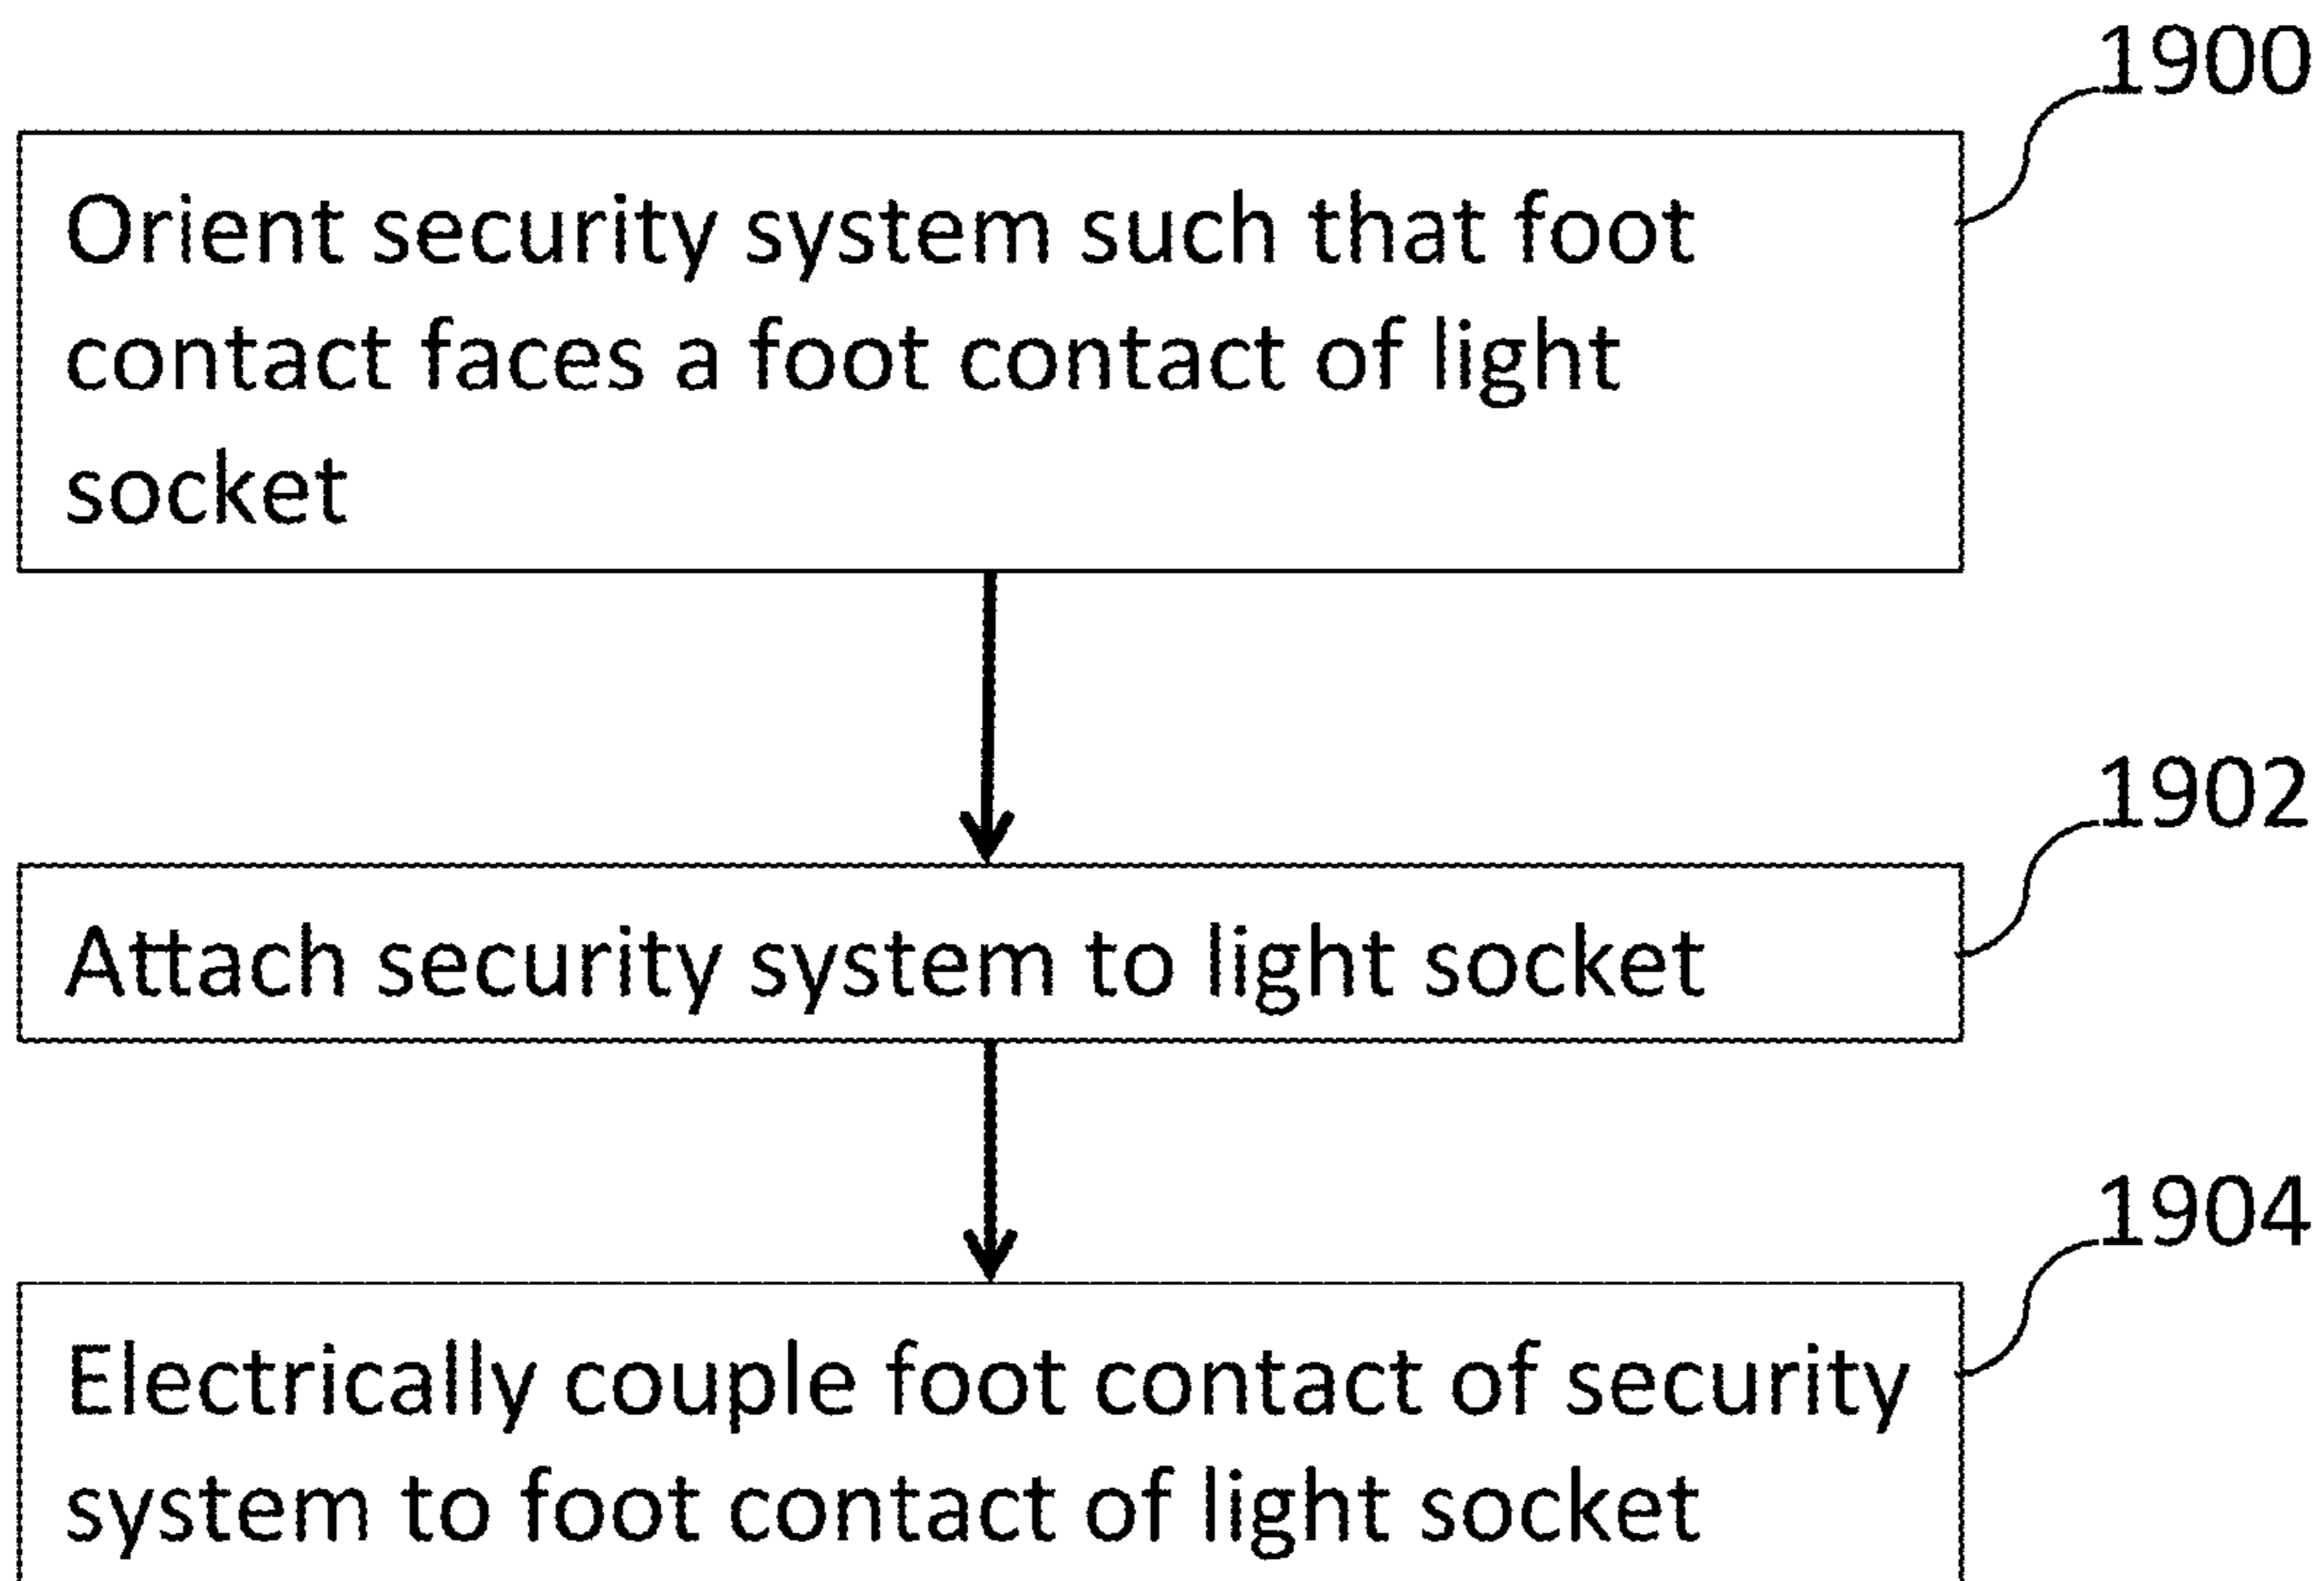 1900
Orient security system such that foot
contact faces a foot contact of light
socket
1902
Attach security system to light socket
1904
Electrically couple foot contact of security
system to foot contact of light socket